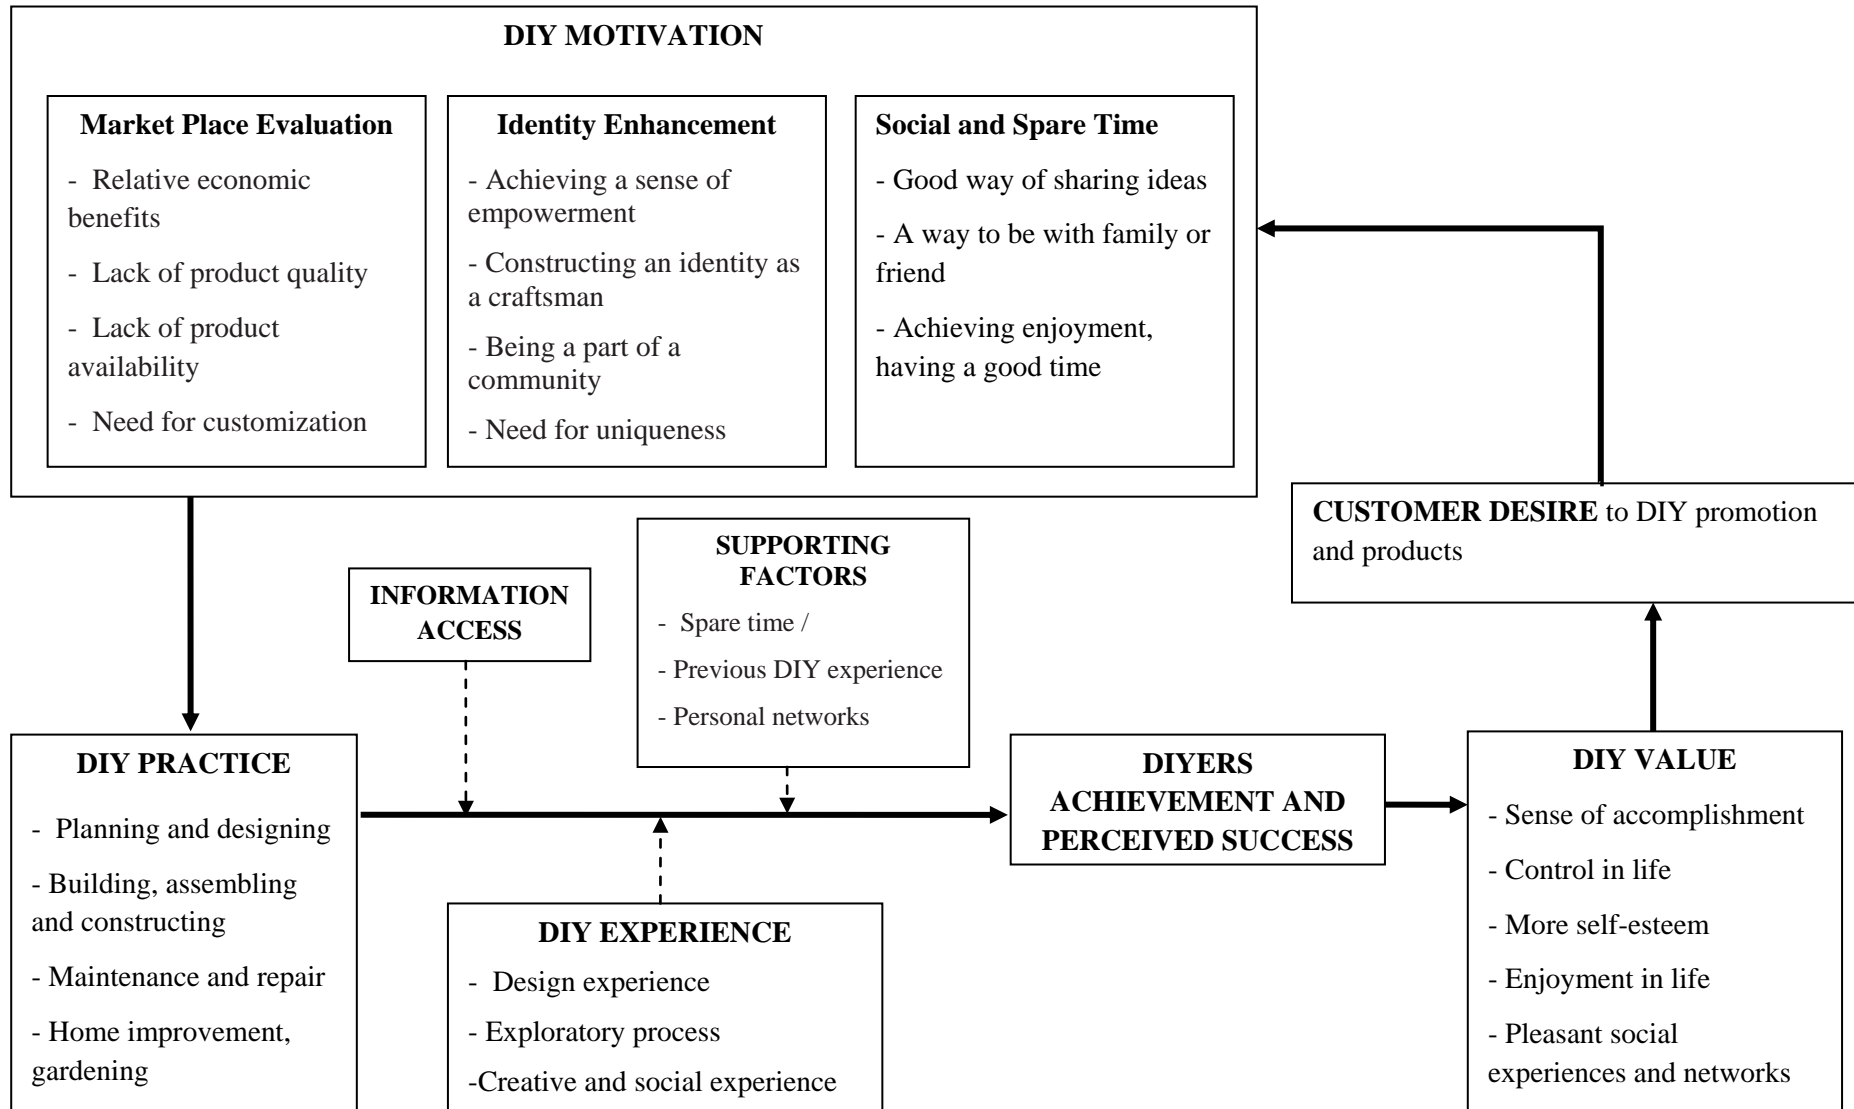 DIY MOTIVATION
Market Place Evaluation
- Relative economic
benefits
- Lack of product quality
- Lack of product
availability
- Need for customization
Identity Enhancement
- Achieving a sense of
empowerment
- Constructing an identity as
a craftsman
- Being a part of a
community
- Need for uniqueness
Social and Spare Time
- Good way of sharing ideas
- A way to be with family or
friend
- Achieving enjoyment,
having a good time
CUSTOMER DESIRE to DIY promotion
and products
INFORMATION
ACCESS
SUPPORTING
FACTORS
- Spare time /
- Previous DIY experience
- Personal networks
DIY PRACTICE
- Planning and designing
- Building, assembling
and constructing
- Maintenance and repair
- Home improvement,
gardening
DIY EXPERIENCE
- Design experience
- Exploratory process
-Creative and social experience
DIYERS
ACHIEVEMENT AND
PERCEIVED SUCCESS
DIY VALUE
- Sense of accomplishment
- Control in life
- More self-esteem
- Enjoyment in life
- Pleasant social
experiences and networks